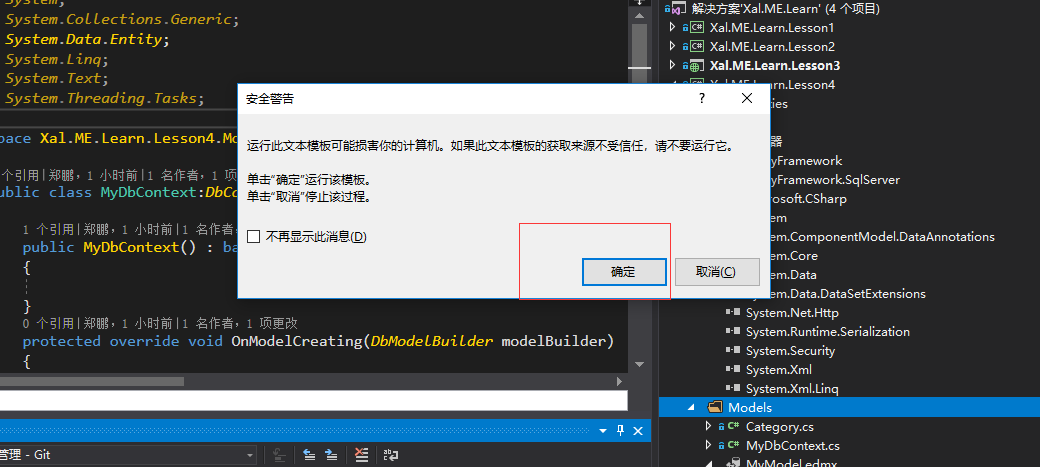 System;
System.Collections.Generic;
System.Data.Entity;
System.Linq;
System.Text;
System.Threading.Tasks;
Xal.ME.Learn.Lesson4.Mo
个引用|郑鹏，1 小时前|1 名作者，1 项
class MyDbContext:DbCo
1 个引用|郑鹏，1 小时前|1 名作者，
public MyDbContext() : ba
{
}
0 个引用|郑鹏，1 小时前|1 名作者，1 项更改
protected override void OnModelCreating(DbModelBuilder modelBuilder)
{
管理 - Git
安全警告
?
运行此文本模板可能损害你的计算机。如果此文本模板的获取来源不受信任，请不要运行它。
单击“确定”运行该模板。
单击“取消”停止该过程。
不再显示此消息(D)
确定
取消(C)
解决方案'Xal.ME.Learn' (4 个项目)
C# Xal.ME.Learn.Lesson1
C# Xal.ME.Learn.Lesson2
Xal.ME.Learn.Lesson3
C# Xal.ME.Learn.Lesson4
ties
器
yFramework
yFramework.SqlServer
osoft.CSharp
em
em.ComponentModel.DataAnnotations
em.Core
em.Data
em.Data.DataSetExtensions
System.Net.Http
System.Runtime.Serialization
System.Security
System.Xml
System.Xml.Linq
Models
C# Category.cs
C# MyDbContext.cs
MyModel.edmx